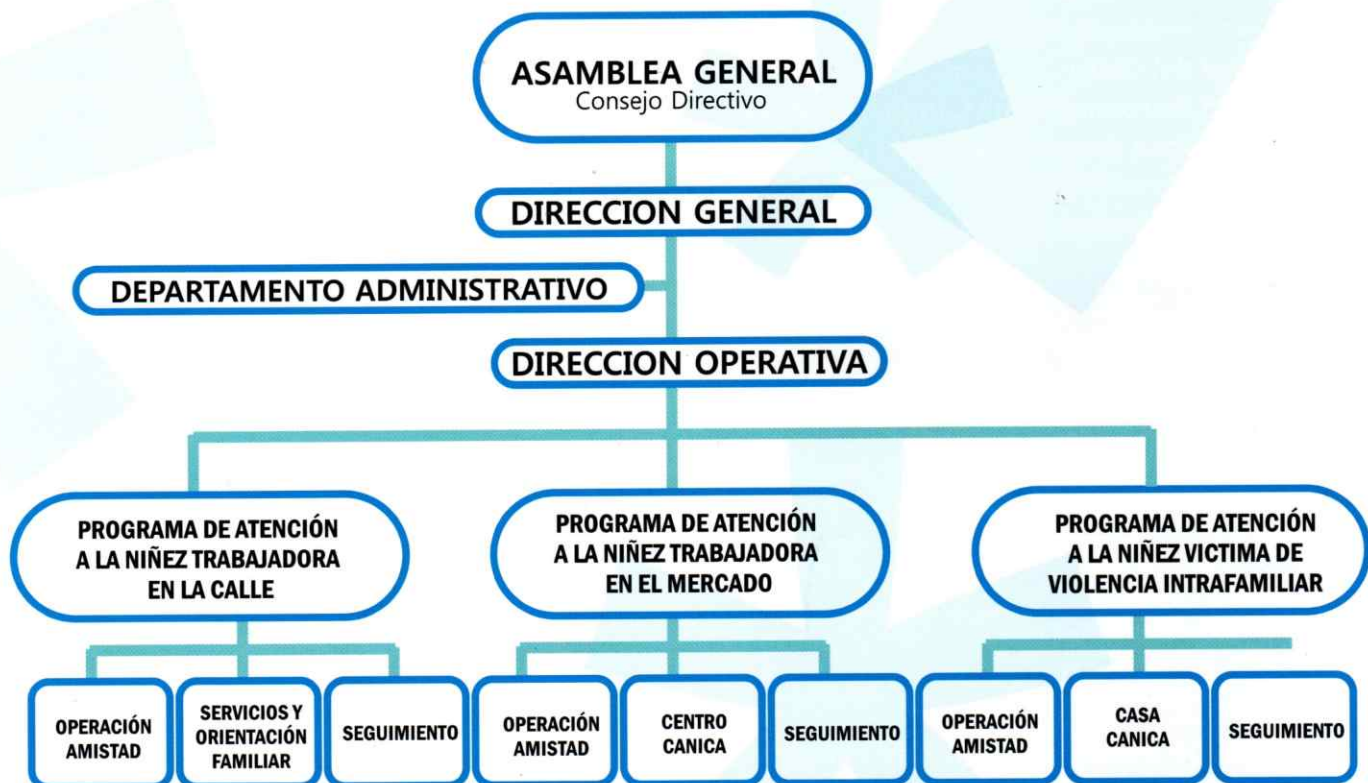 ASAMBLEA GENERAL
Consejo Directivo
DIRECCION GENERAL
DEPARTAMENTO ADMINISTRATIVO
DIRECCION OPERATIVA
PROGRAMA DE ATENCIÓN
A LA NIÑEZ TRABAJADORA
EN LA CALLE
PROGRAMA DE ATENCIÓN
A LA NIÑEZ TRABAJADORA
EN EL MERCADO
PROGRAMA DE ATENCIÓN
A LA NIÑEZ VICTIMA DE
VIOLENCIA INTRAFAMILIAR
OPERACIÓN
AMISTAD
SERVICIOS Y
ORIENTACIÓN
FAMILIAR
SEGUIMIENTO
OPERACIÓN
AMISTAD
CENTRO
CANICA
SEGUIMIENTO
OPERACIÓN
AMISTAD
CASA
CANICA
SEGUIMIENTO